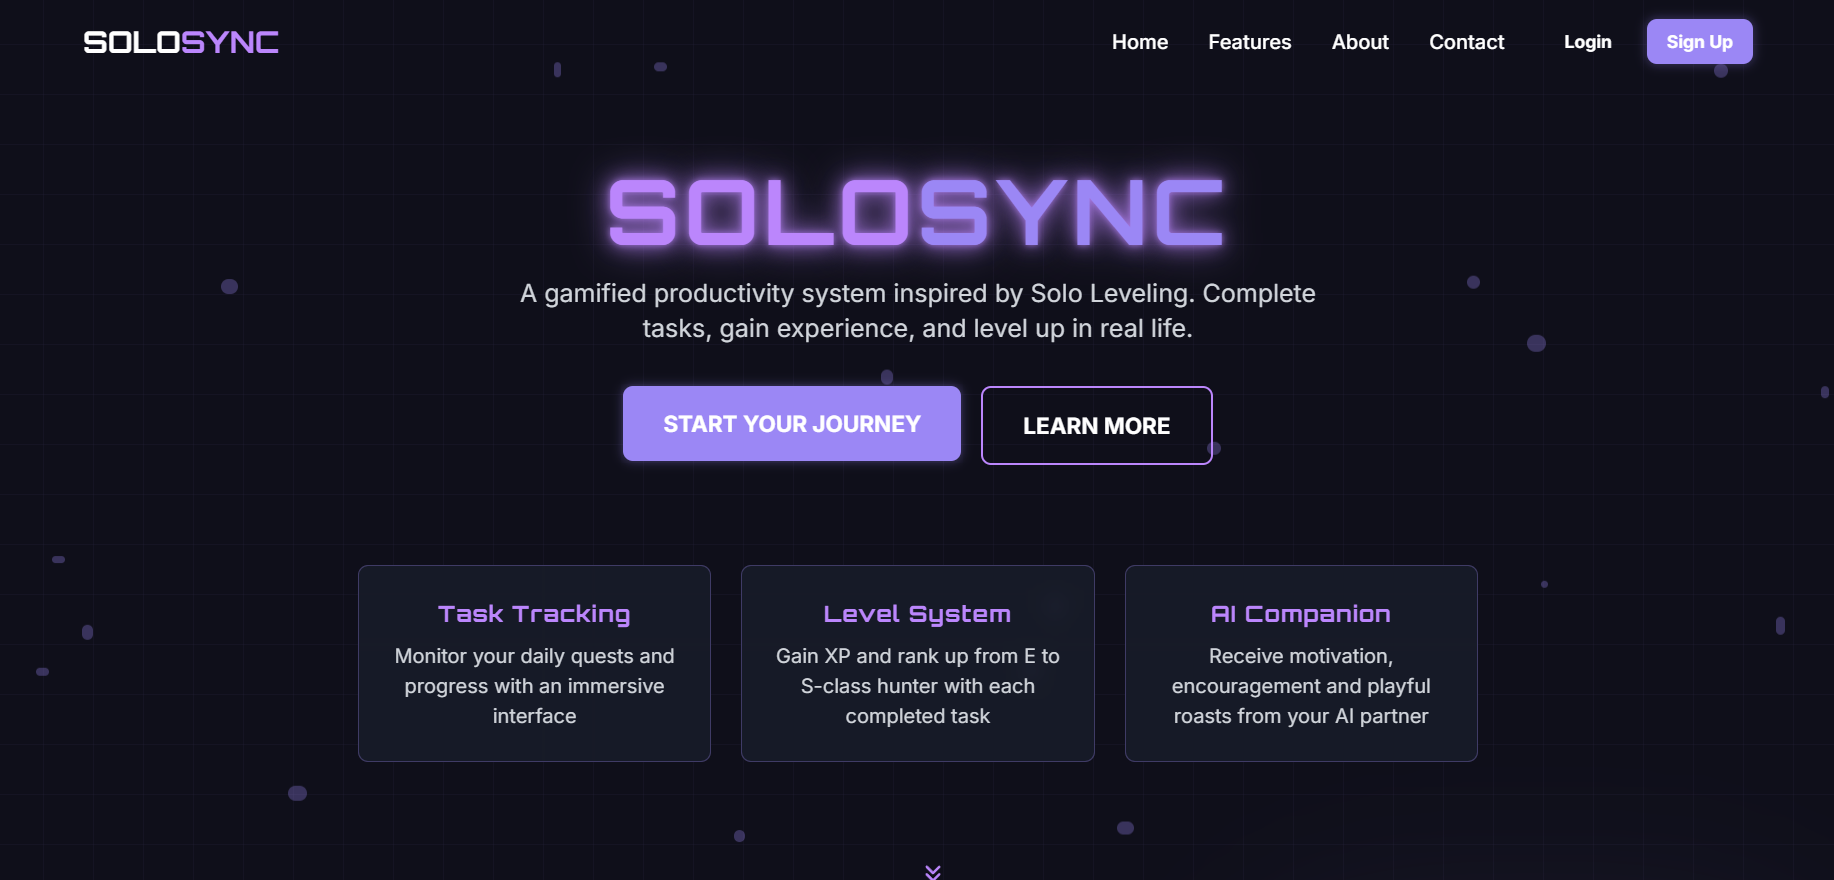 SOLOSYNC
Home Features About Contact Login Sign Up
SOLOSYNC
A gamified productivity system inspired by Solo Leveling. Complete
tasks, gain experience, and level up in real life.
START YOUR JOURNEY LEARN MORE
Task Tracking
Monitor your daily quests and
progress with an immersive
interface
Level System
Gain XP and rank up from E to
S-class hunter with each
completed task
AI Companion
Receive motivation,
encouragement and playful
roasts from your AI partner